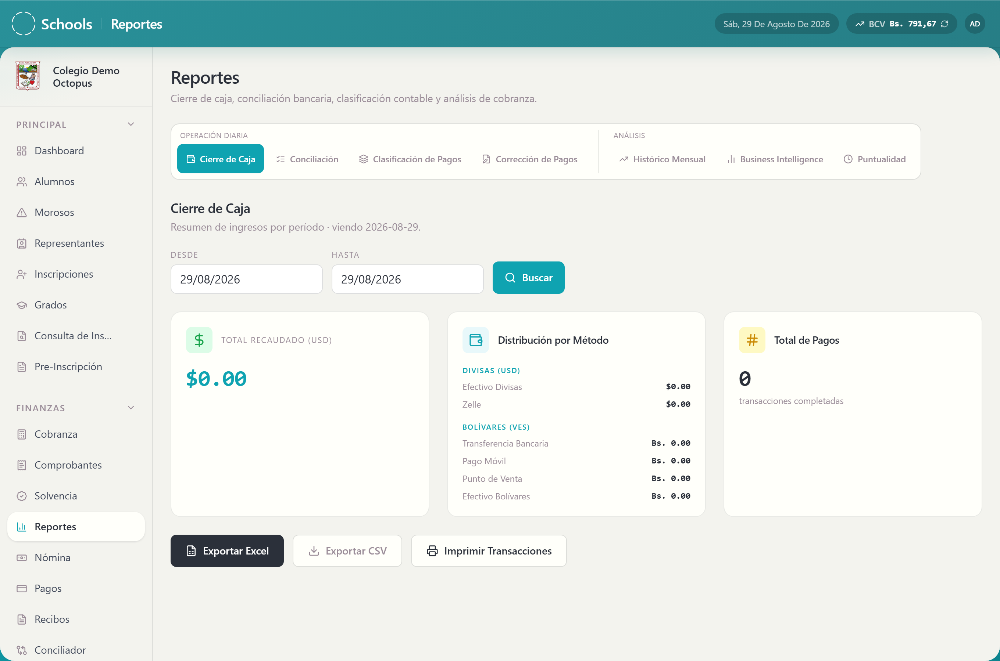 Schools
Reportes
Sáb, 29 De Agosto De 2026
BCV Bs. 791,67
AD
Colegio Demo
Octopus
PRINCIPAL
Dashboard
Alumnos
Morosos
Representantes
Inscripciones
Grados
Consulta de Ins...
Pre-Inscripción
FINANZAS
Cobranza
Comprobantes
Solvencia
Reportes
Nómina
Pagos
Recibos
Conciliador
Reportes
Cierre de caja, conciliación bancaria, clasificación contable y análisis de cobranza.
OPERACIÓN DIARIA
Cierre de Caja
Conciliación
Clasificación de Pagos
Corrección de Pagos
ANÁLISIS
Histórico Mensual
Business Intelligence
Puntualidad
Cierre de Caja
Resumen de ingresos por período · viendo 2026-08-29.
DESDE
29/08/2026
HASTA
29/08/2026
Buscar
TOTAL RECAUDADO (USD)
$0.00
Distribución por Método
DIVISAS (USD)
Efectivo Divisas $0.00
Zelle $0.00
BOLÍVARES (VES)
Transferencia Bancaria Bs. 0.00
Pago Móvil Bs. 0.00
Punto de Venta Bs. 0.00
Efectivo Bolívares Bs. 0.00
Total de Pagos
0
transacciones completadas
Exportar Excel
Exportar CSV
Imprimir Transacciones